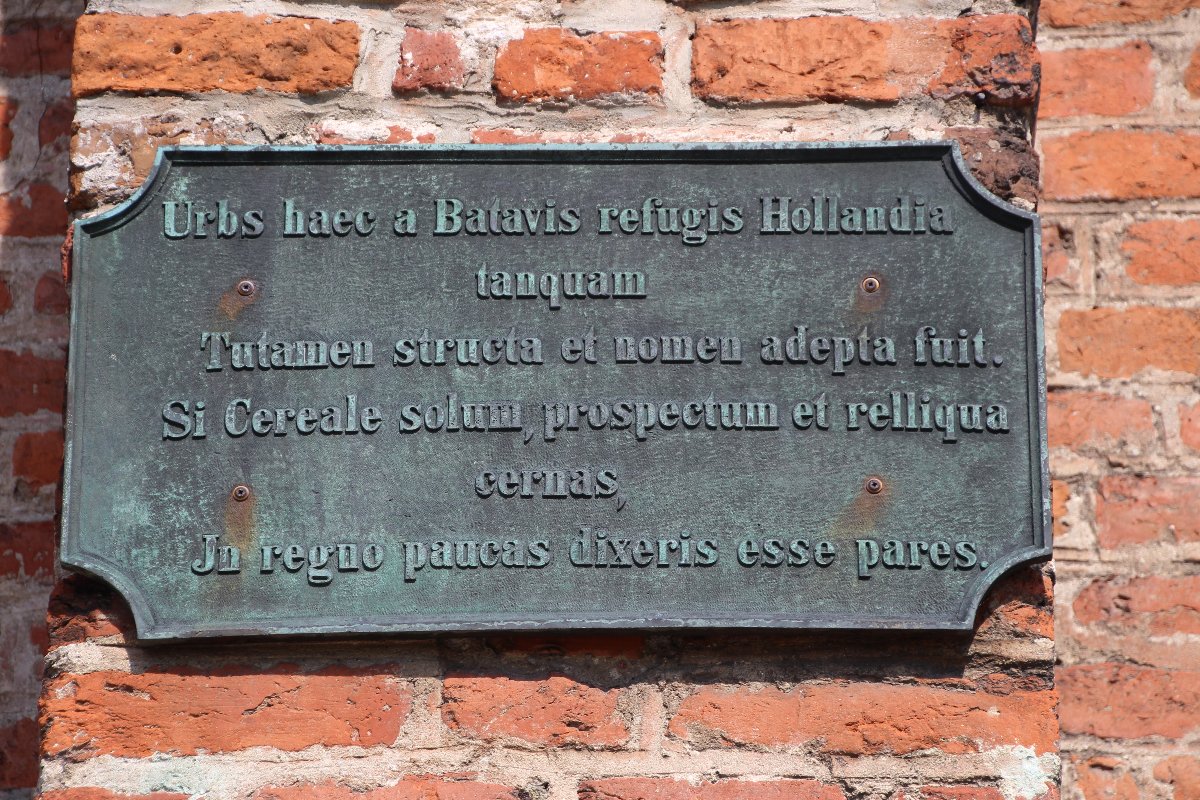 Urbs haec a Batavis refugis Hollandia
tanquam
Tutamen structa et nomen adepta fuit.
Si Cereale solum, prospectum et relliqua
cernas,
Jn regno paucas dixeris esse pares.